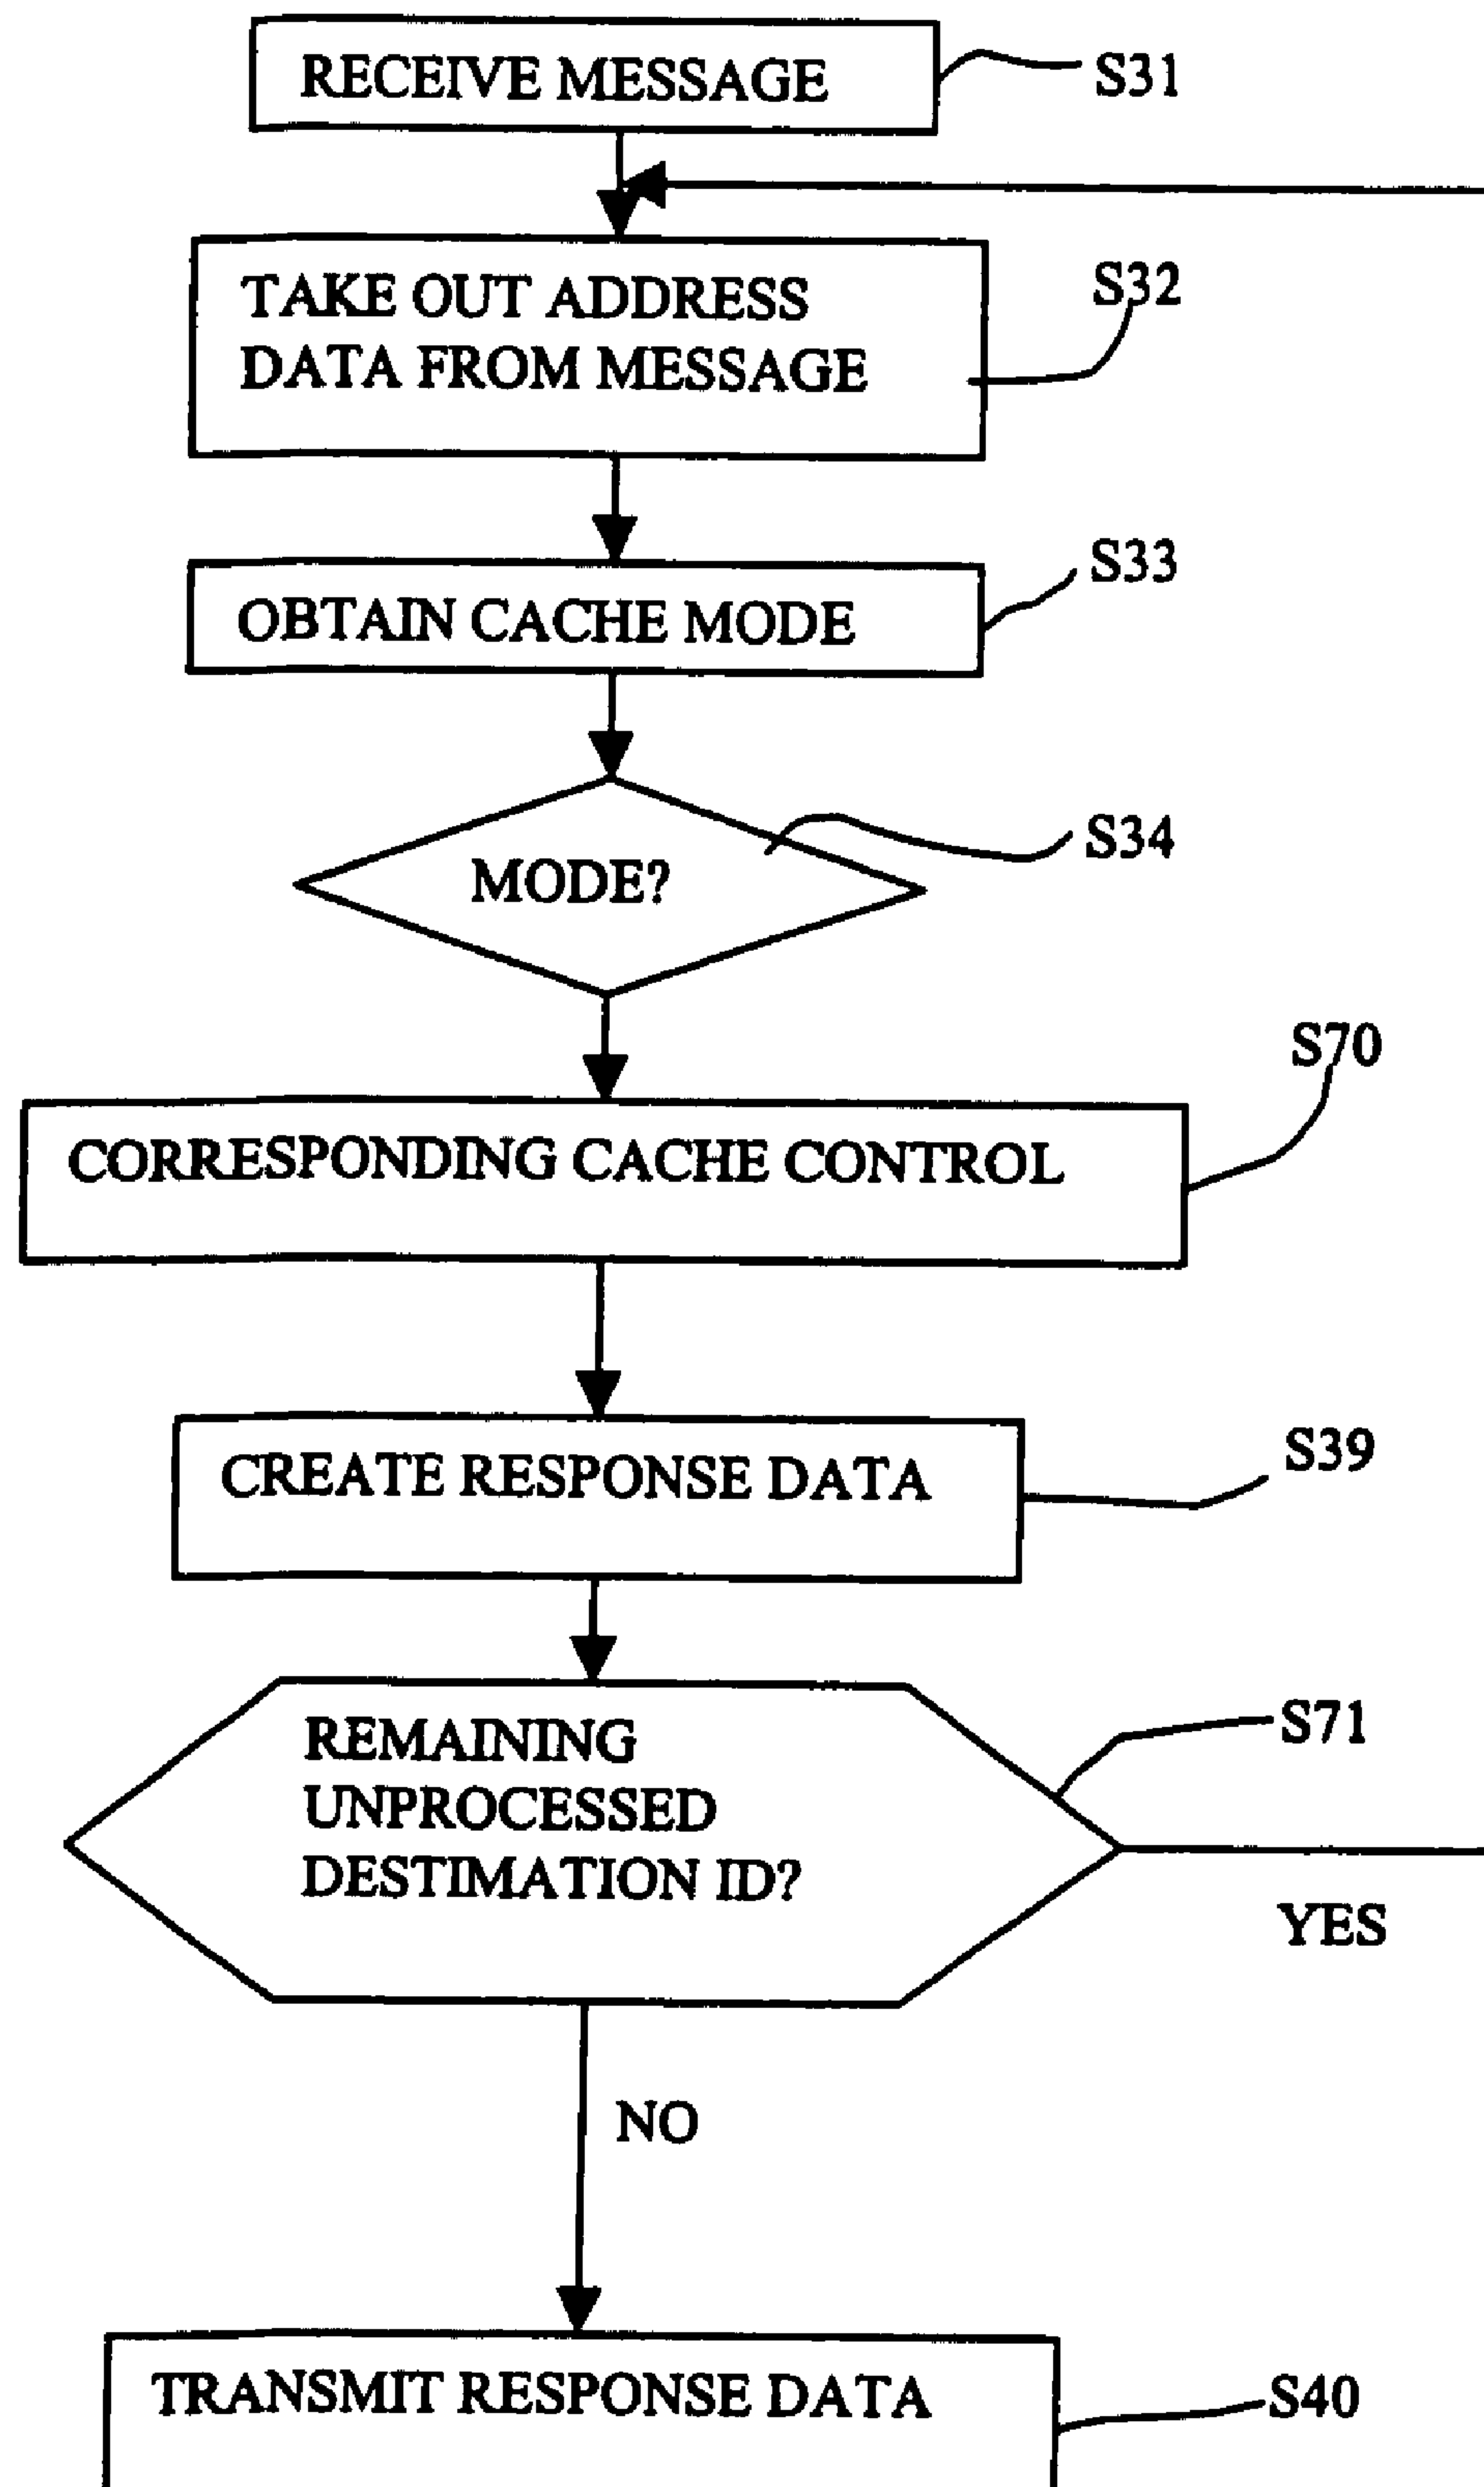 RECEIVE MESSAGE
S31
TAKE OUT ADDRESS
DATA FROM MESSAGE
S32
OBTAIN CACHE MODE
S33
MODE?
S34
CORRESPONDING CACHE CONTROL
S70
CREATE RESPONSE DATA
S39
REMAINING
UNPROCESSED
DESTIMATION ID?
S71
YES
NO
TRANSMIT RESPONSE DATA
S40